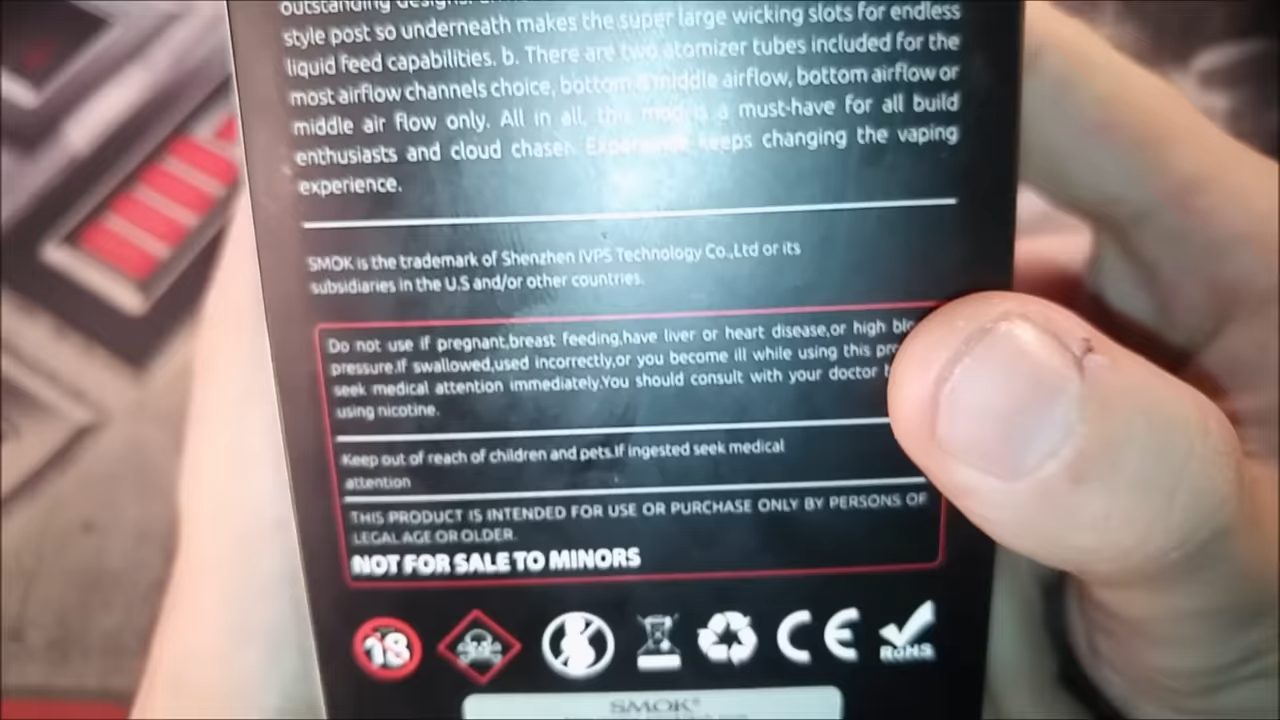 outstanding designs.
style post so underneath makes the super large wicking slots for endless
liquid feed capabilities. b. There are two atomizer tubes included for the
most airflow channels choice, bottom & middle airflow, bottom airflow or
middle air flow only. All in all, this mod is a must-have for all build
enthusiasts and cloud chaser. Experience keeps changing the vaping
experience.
SMOK is the trademark of Shenzhen IVPS Technology Co.,Ltd or its
subsidiaries in the U.S and/or other countries.
Do not use if pregnant,breast feeding,have liver or heart disease,or high
pressure.If swallowed,used incorrectly,or you become ill while using this
seek medical attention immediately.You should consult with your doctor
using nicotine.
Keep out of reach of children and pets.If ingested seek medical
attention
THIS PRODUCT IS INTENDED FOR USE OR PURCHASE ONLY BY PERSONS OF
LEGAL AGE OR OLDER.
NOT FOR SALE TO MINORS
18 CE RoHS
SMOK®